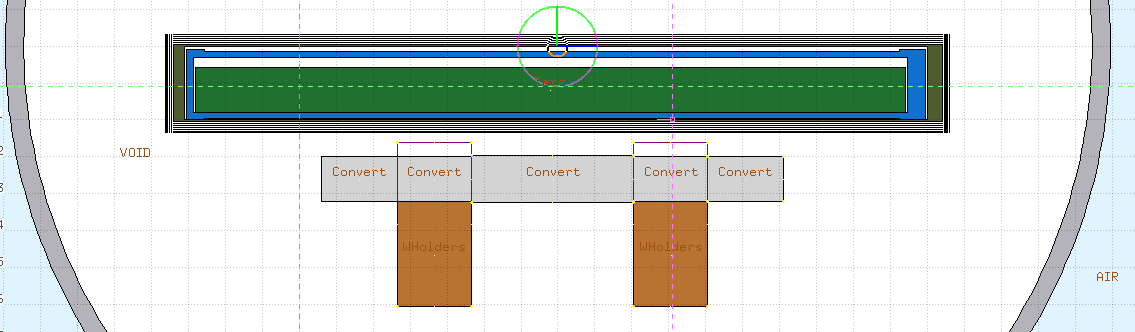 VOID
Convert Convert Convert Convert Convert
WHolders WHolders
AIR